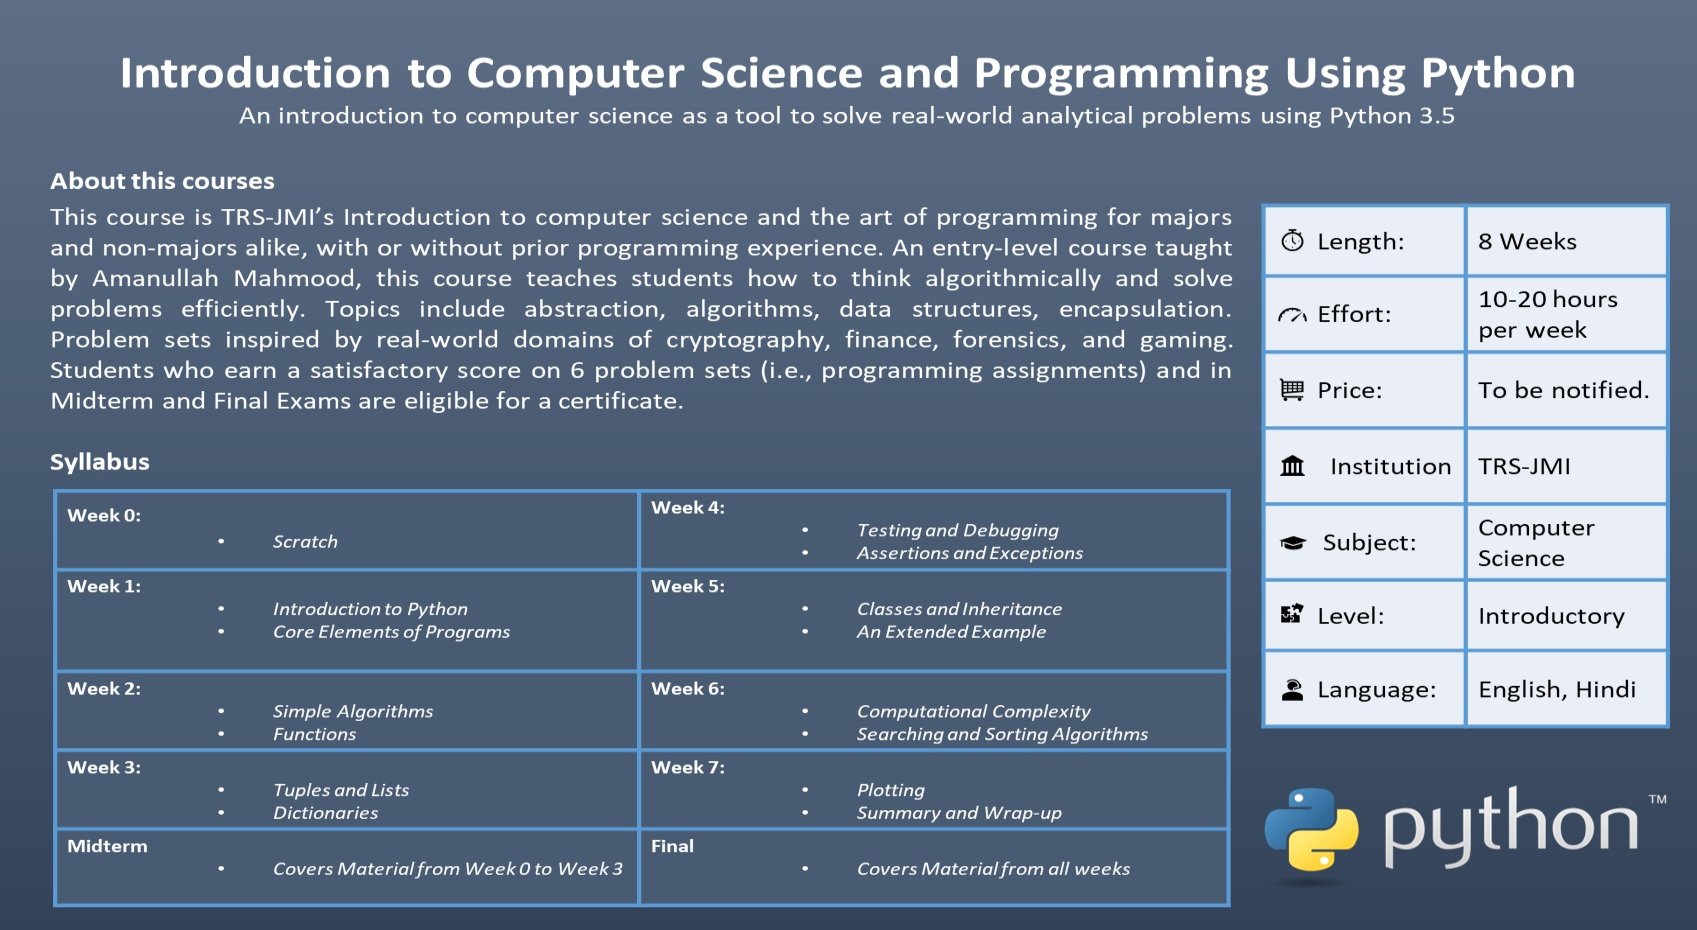 Introduction to Computer Science and Programming Using Python
An introduction to computer science as a tool to solve real-world analytical problems using Python 3.5
About this courses
This course is TRS-JMI’s Introduction to computer science and the art of programming for majors
and non-majors alike, with or without prior programming experience. An entry-level course taught
by Amanullah Mahmood, this course teaches students how to think algorithmically and solve
problems efficiently. Topics include abstraction, algorithms, data structures, encapsulation.
Problem sets inspired by real-world domains of cryptography, finance, forensics, and gaming.
Students who earn a satisfactory score on 6 problem sets (i.e., programming assignments) and in
Midterm and Final Exams are eligible for a certificate.
Syllabus
Week 0:
• Scratch
Week 1:
• Introduction to Python
• Core Elements of Programs
Week 2:
• Simple Algorithms
• Functions
Week 3:
• Tuples and Lists
• Dictionaries
Midterm
• Covers Material from Week 0 to Week 3
Week 4:
• Testing and Debugging
• Assertions and Exceptions
Week 5:
• Classes and Inheritance
• An Extended Example
Week 6:
• Computational Complexity
• Searching and Sorting Algorithms
Week 7:
• Plotting
• Summary and Wrap-up
Final
• Covers Material from all weeks
Length: 8 Weeks
Effort: 10-20 hours
per week
Price: To be notified.
Institution TRS-JMI
Subject: Computer
Science
Level: Introductory
Language: English, Hindi
python™